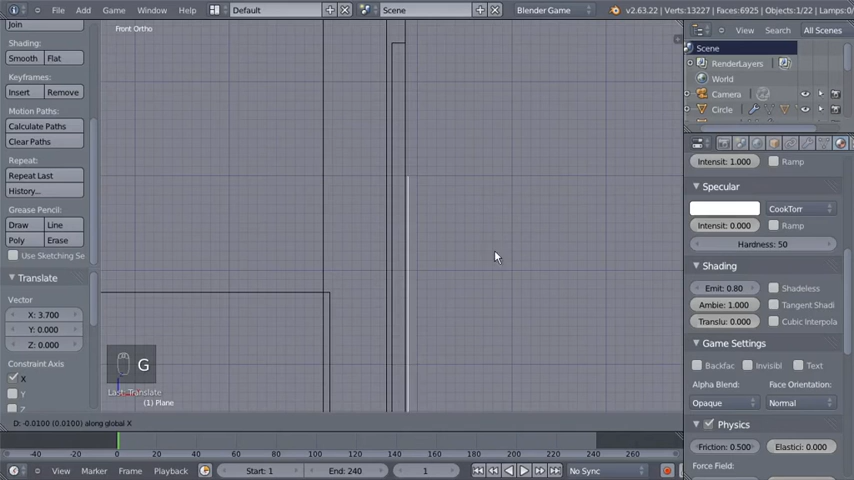 File Add Render Window Help Default Scene Blender Game v2.63.22 | Verts:13227 | Faces:6925 | Objects:1/22 | Lamps:0/
Join
Shading:
Smooth Flat
Keyframes:
Insert Remove
Motion Paths:
Calculate Paths
Clear Paths
Repeat:
Repeat Last
History...
Grease Pencil:
Draw Line
Poly Erase
Use Sketching Se
Translate
Vector
X: 3.700
Y: 0.000
Z: 0.000
Constraint Axis
X
Y
Z
Front Ortho
G
Last: Translate
(1) Plane
D: -0.0100 (0.0100) along global X
View Search All Scenes
Scene
RenderLayers
World
Camera
Circle
Intensit: 1.000 Ramp
Specular
CookTorr
Intensit: 0.000 Ramp
Hardness: 50
Shading
Emit: 0.80 Shadeless
Ambie: 1.000 Tangent Shadi
Translu: 0.000 Cubic Interpola
Game Settings
Backfac Invisibl Text
Alpha Blend: Face Orientation:
Opaque Normal
Physics
Friction: 0.500 Elastici: 0.000
Force Field:
-40 -20 0 20 40 60 80 100 120 140 160 180 200 220 240 260
View Marker Frame Playback Start: 1 End: 240 1 No Sync